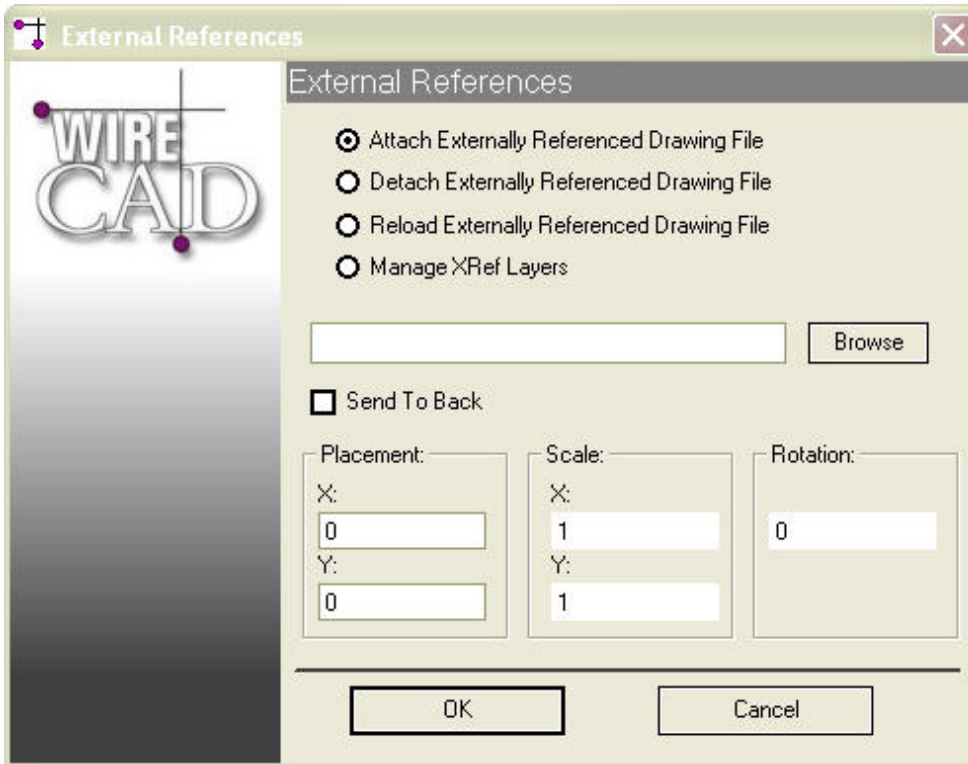 External References
WIRE
CAD
External References
Attach Externally Referenced Drawing File
Detach Externally Referenced Drawing File
Reload Externally Referenced Drawing File
Manage XRef Layers
Browse
Send To Back
Placement: Scale: Rotation:
X: X:
0 1 0
Y: Y:
0 1
OK Cancel